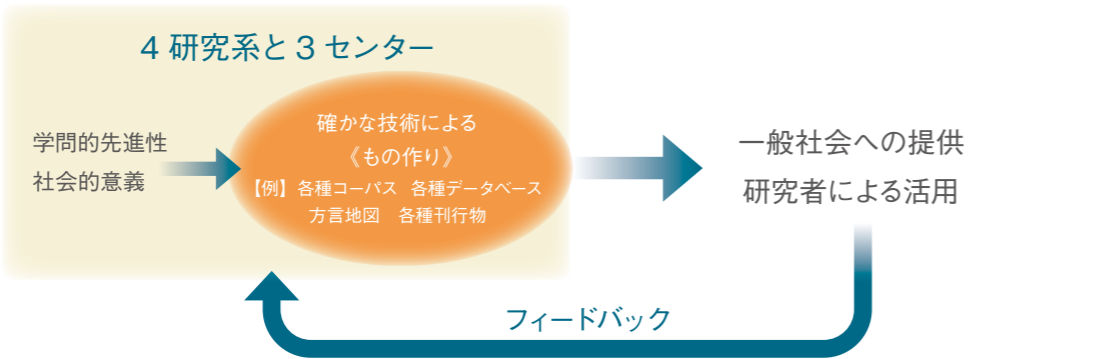 4 研究系と 3 センター
学問的先進性
社会的意義
確かな技術による
《もの作り》
【例】各種コーパス 各種データベース
方言地図 各種刊行物
一般社会への提供
研究者による活用
フィードバック